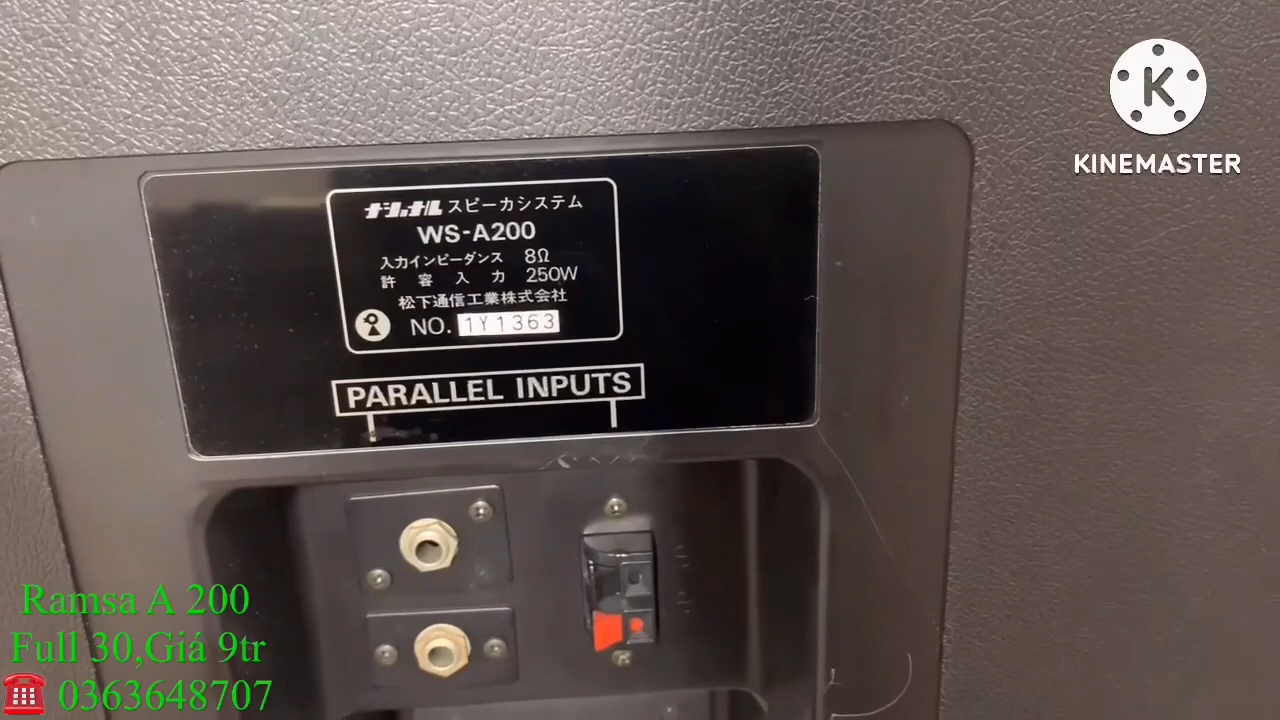 K
KINEMASTER
ナショナル スピーカシステム
WS-A200
入力インピーダンス 8Ω
許容入力 250W
松下通信工業株式会社
NO. 1Y1363
PARALLEL INPUTS
Ramsa A 200
Full 30,Giá 9tr
☎ 0363648707